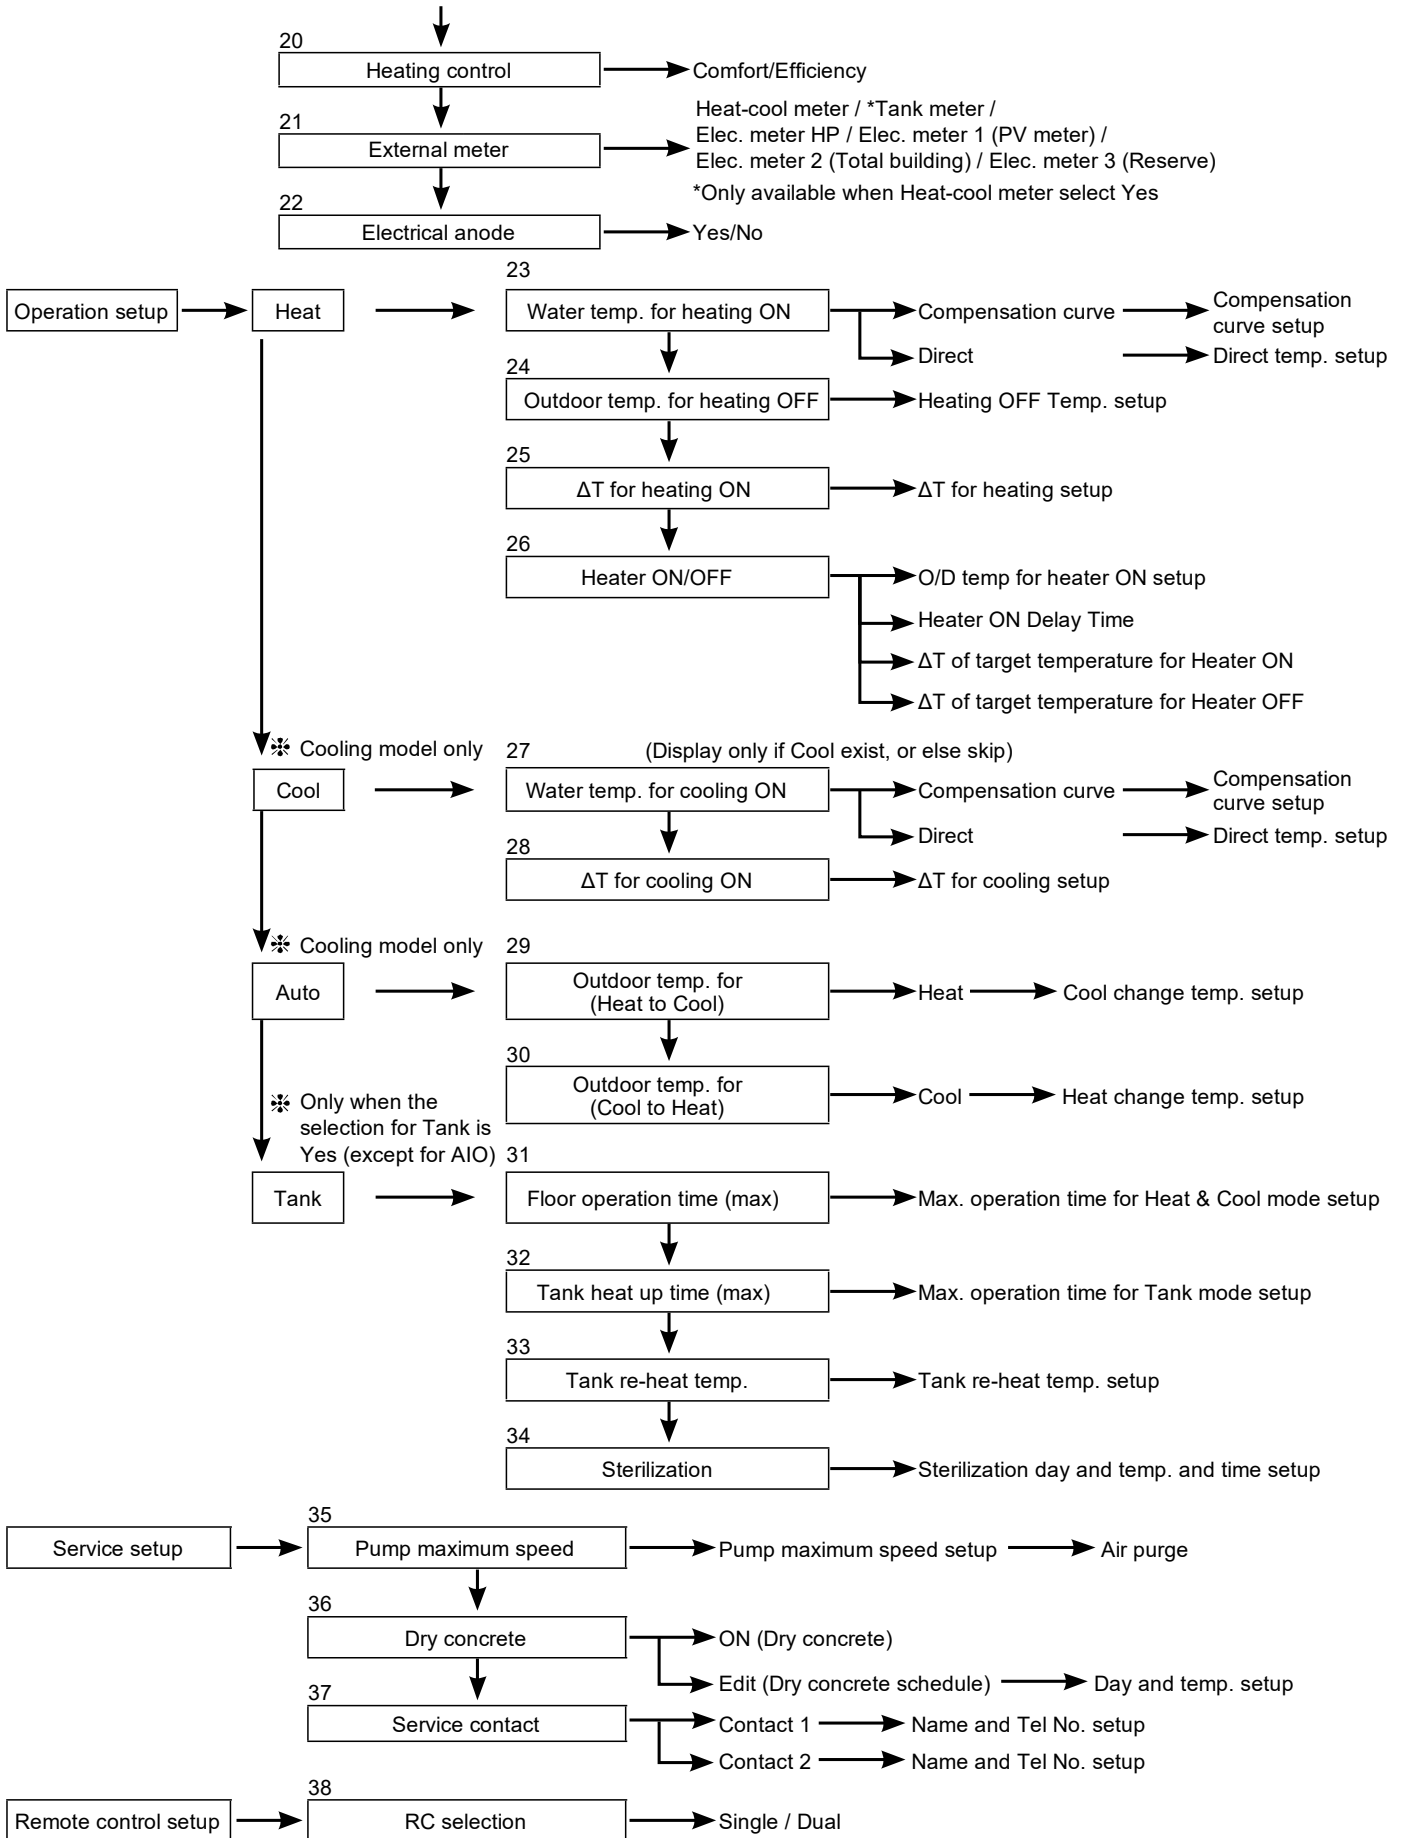 20
Heating control
Comfort/Efficiency
21
External meter
Heat-cool meter / *Tank meter /
Elec. meter HP / Elec. meter 1 (PV meter) /
Elec. meter 2 (Total building) / Elec. meter 3 (Reserve)
*Only available when Heat-cool meter select Yes
22
Electrical anode
Yes/No
Operation setup
Heat
23
Water temp. for heating ON
Compensation curve
Compensation
curve setup
Direct
Direct temp. setup
24
Outdoor temp. for heating OFF
Heating OFF Temp. setup
25
ΔT for heating ON
ΔT for heating setup
26
Heater ON/OFF
O/D temp for heater ON setup
Heater ON Delay Time
ΔT of target temperature for Heater ON
ΔT of target temperature for Heater OFF
※ Cooling model only
Cool
27
(Display only if Cool exist, or else skip)
Water temp. for cooling ON
Compensation curve
Compensation
curve setup
Direct
Direct temp. setup
28
ΔT for cooling ON
ΔT for cooling setup
※ Cooling model only
Auto
29
Outdoor temp. for
(Heat to Cool)
Heat
Cool change temp. setup
30
Outdoor temp. for
(Cool to Heat)
Cool
Heat change temp. setup
※ Only when the
selection for Tank is
Yes (except for AIO)
Tank
31
Floor operation time (max)
Max. operation time for Heat & Cool mode setup
32
Tank heat up time (max)
Max. operation time for Tank mode setup
33
Tank re-heat temp.
Tank re-heat temp. setup
34
Sterilization
Sterilization day and temp. and time setup
Service setup
35
Pump maximum speed
Pump maximum speed setup
Air purge
36
Dry concrete
ON (Dry concrete)
Edit (Dry concrete schedule)
Day and temp. setup
37
Service contact
Contact 1
Name and Tel No. setup
Contact 2
Name and Tel No. setup
Remote control setup
38
RC selection
Single / Dual